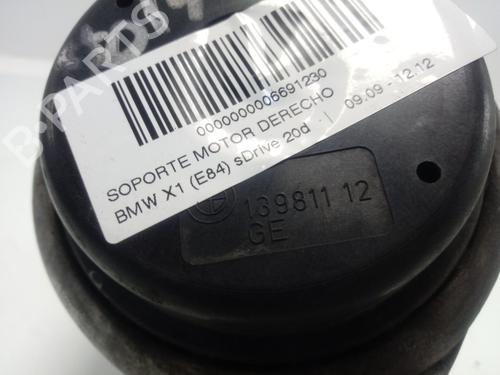 B-PARTS
0000000006691230
SOPORTE MOTOR DERECHO
BMW X1 (E84) sDrive 20d | 09.09 - 12.12
139811 12
GE